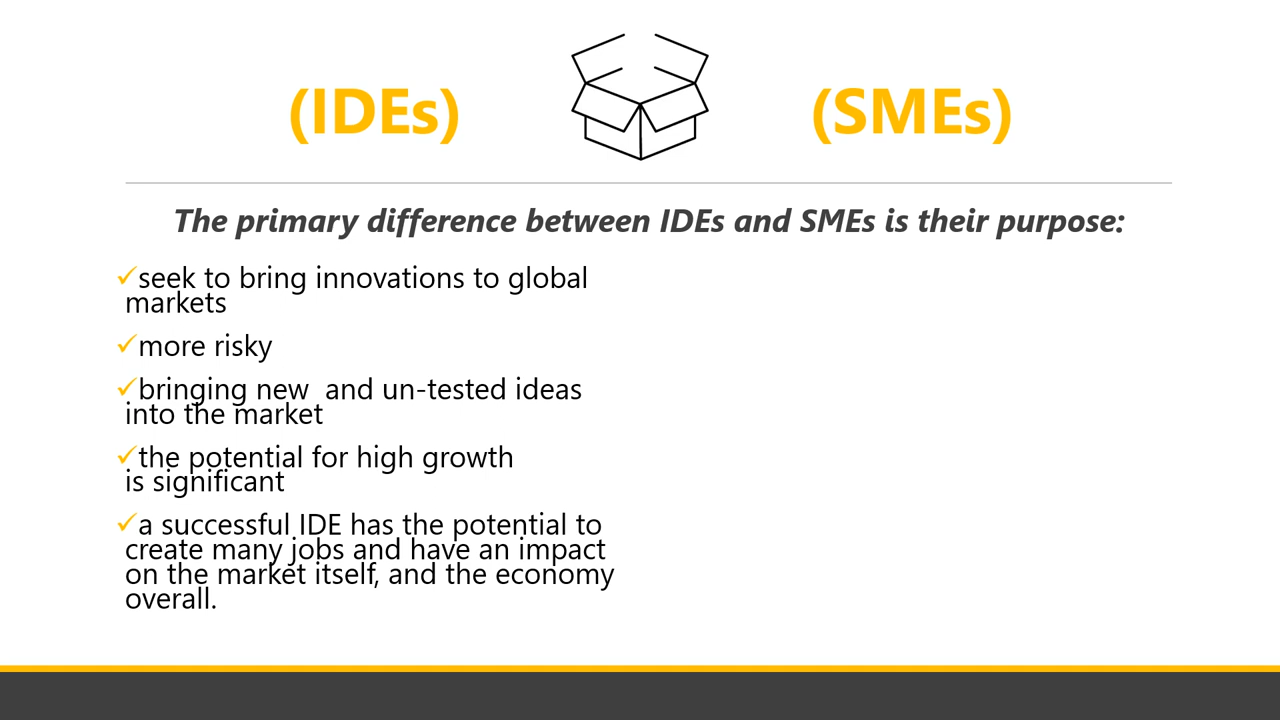 (IDEs)
(SMEs)
The primary difference between IDEs and SMEs is their purpose:
✓seek to bring innovations to global
markets
✓more risky
✓bringing new  and un-tested ideas
into the market
✓the potential for high growth
is significant
✓a successful IDE has the potential to
create many jobs and have an impact
on the market itself, and the economy
overall.